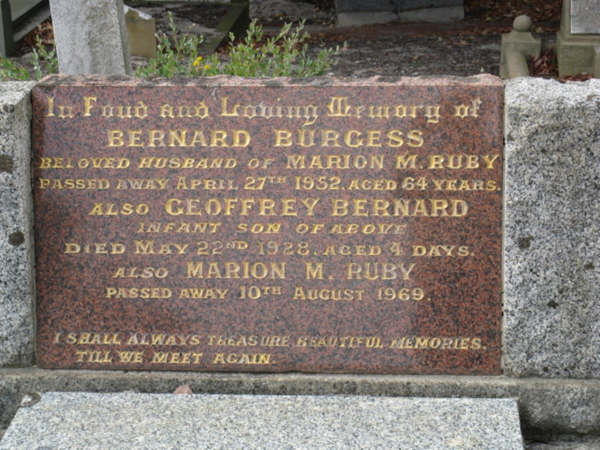 In Fond and Loving Memory of
BERNARD BURGESS
BELOVED HUSBAND OF MARION M. RUBY
PASSED AWAY APRIL 27TH 1952. AGED 64 YEARS.
ALSO GEOFFREY BERNARD
INFANT SON OF ABOVE
DIED MAY 22ND 1928. AGED 4 DAYS.
ALSO MARION M. RUBY
PASSED AWAY 10TH AUGUST 1969.
I SHALL ALWAYS TREASURE BEAUTIFUL MEMORIES,
TILL WE MEET AGAIN.